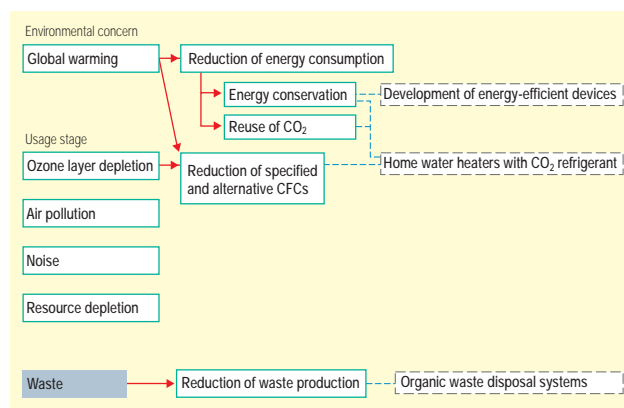 Environmental concern
Global warming
Reduction of energy consumption
Energy conservation
Development of energy-efficient devices
Reuse of CO₂
Usage stage
Ozone layer depletion
Reduction of specified
and alternative CFCs
Home water heaters with CO₂ refrigerant
Air pollution
Noise
Resource depletion
Waste
Reduction of waste production
Organic waste disposal systems